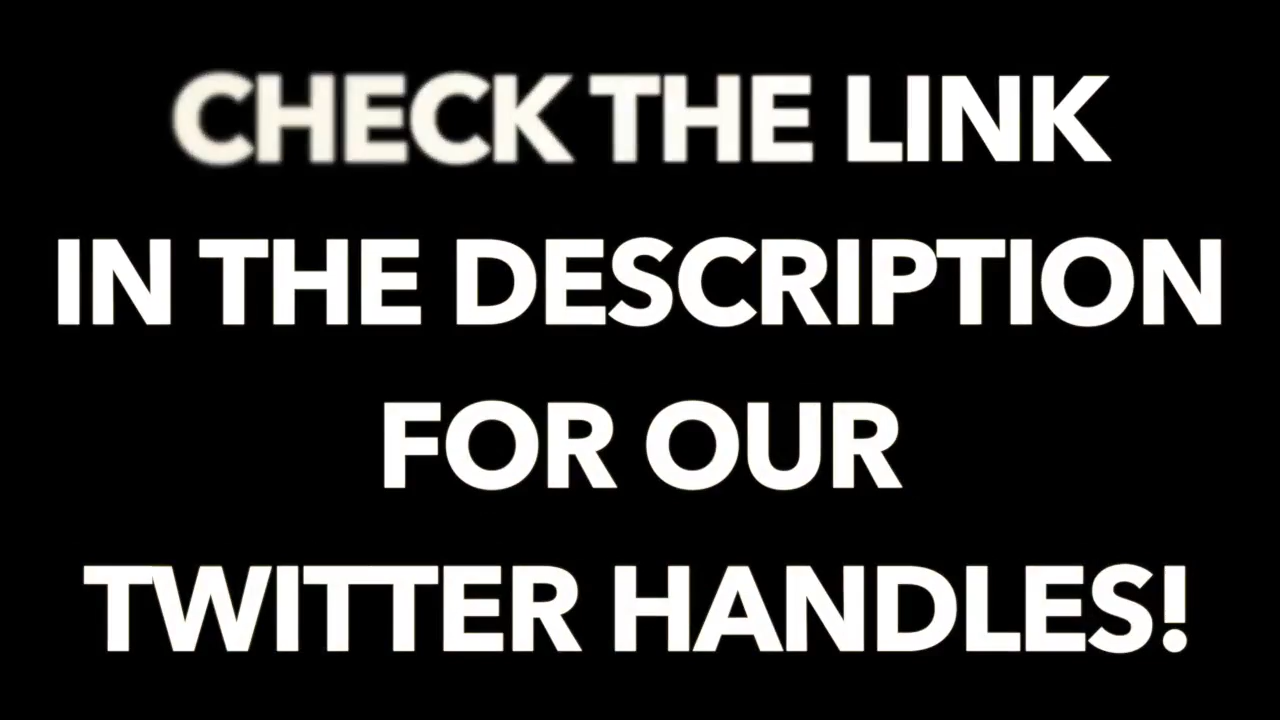 CHECK THE LINK
IN THE DESCRIPTION
FOR OUR
TWITTER HANDLES!